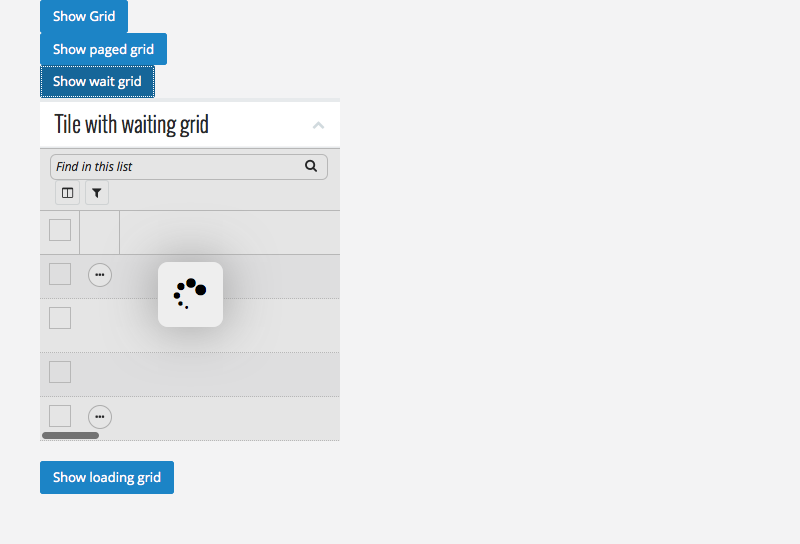 Show Grid
Show paged grid
Show wait grid
Tile with waiting grid
Find in this list
Show loading grid